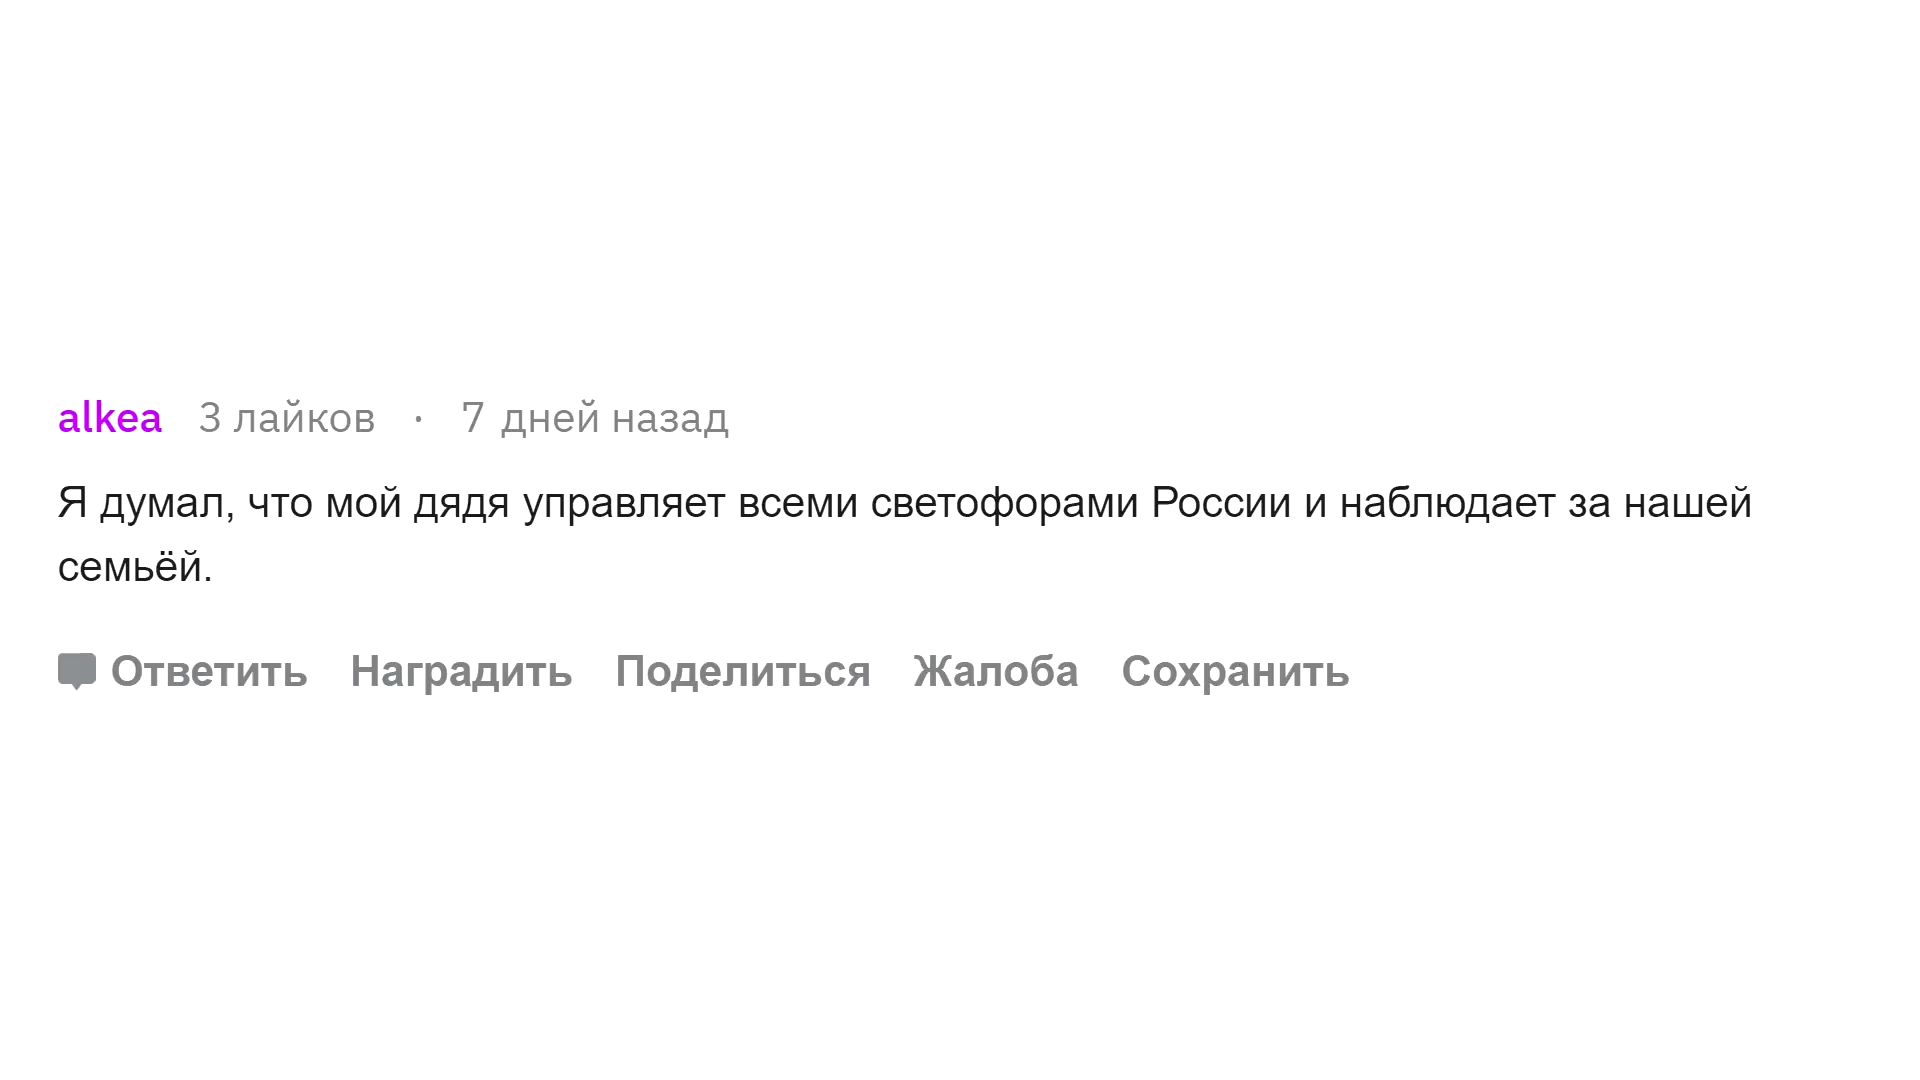 alkea 3 лайков · 7 дней назад
Я думал, что мой дядя управляет всеми светофорами России и наблюдает за нашей
семьёй.
Ответить Наградить Поделиться Жалоба Сохранить